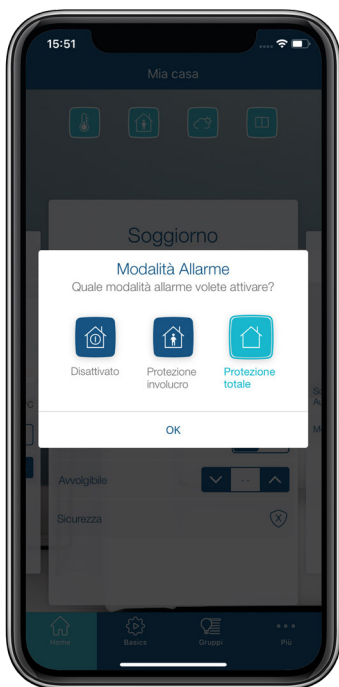 15:51
Mia casa
Soggiorno
Modalità Allarme
Quale modalità allarme volete attivare?
Disattivato
Protezione
involucro
Protezione
totale
°C
OK
Avvolgibile
--
Sicurezza
Home
Basics
Gruppi
Più